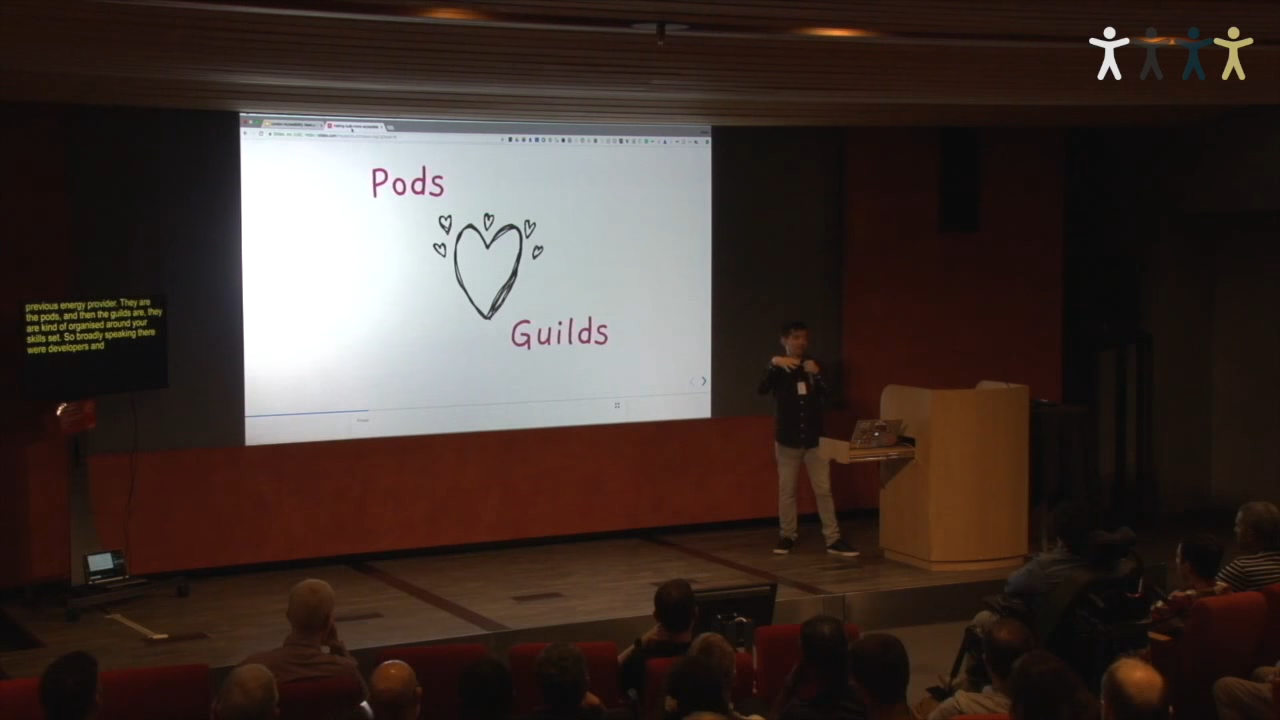 Pods
Guilds
previous energy provider. They are
the pods, and then the guilds are, they
are kind of organised around your
skills set. So broadly speaking there
were developers and